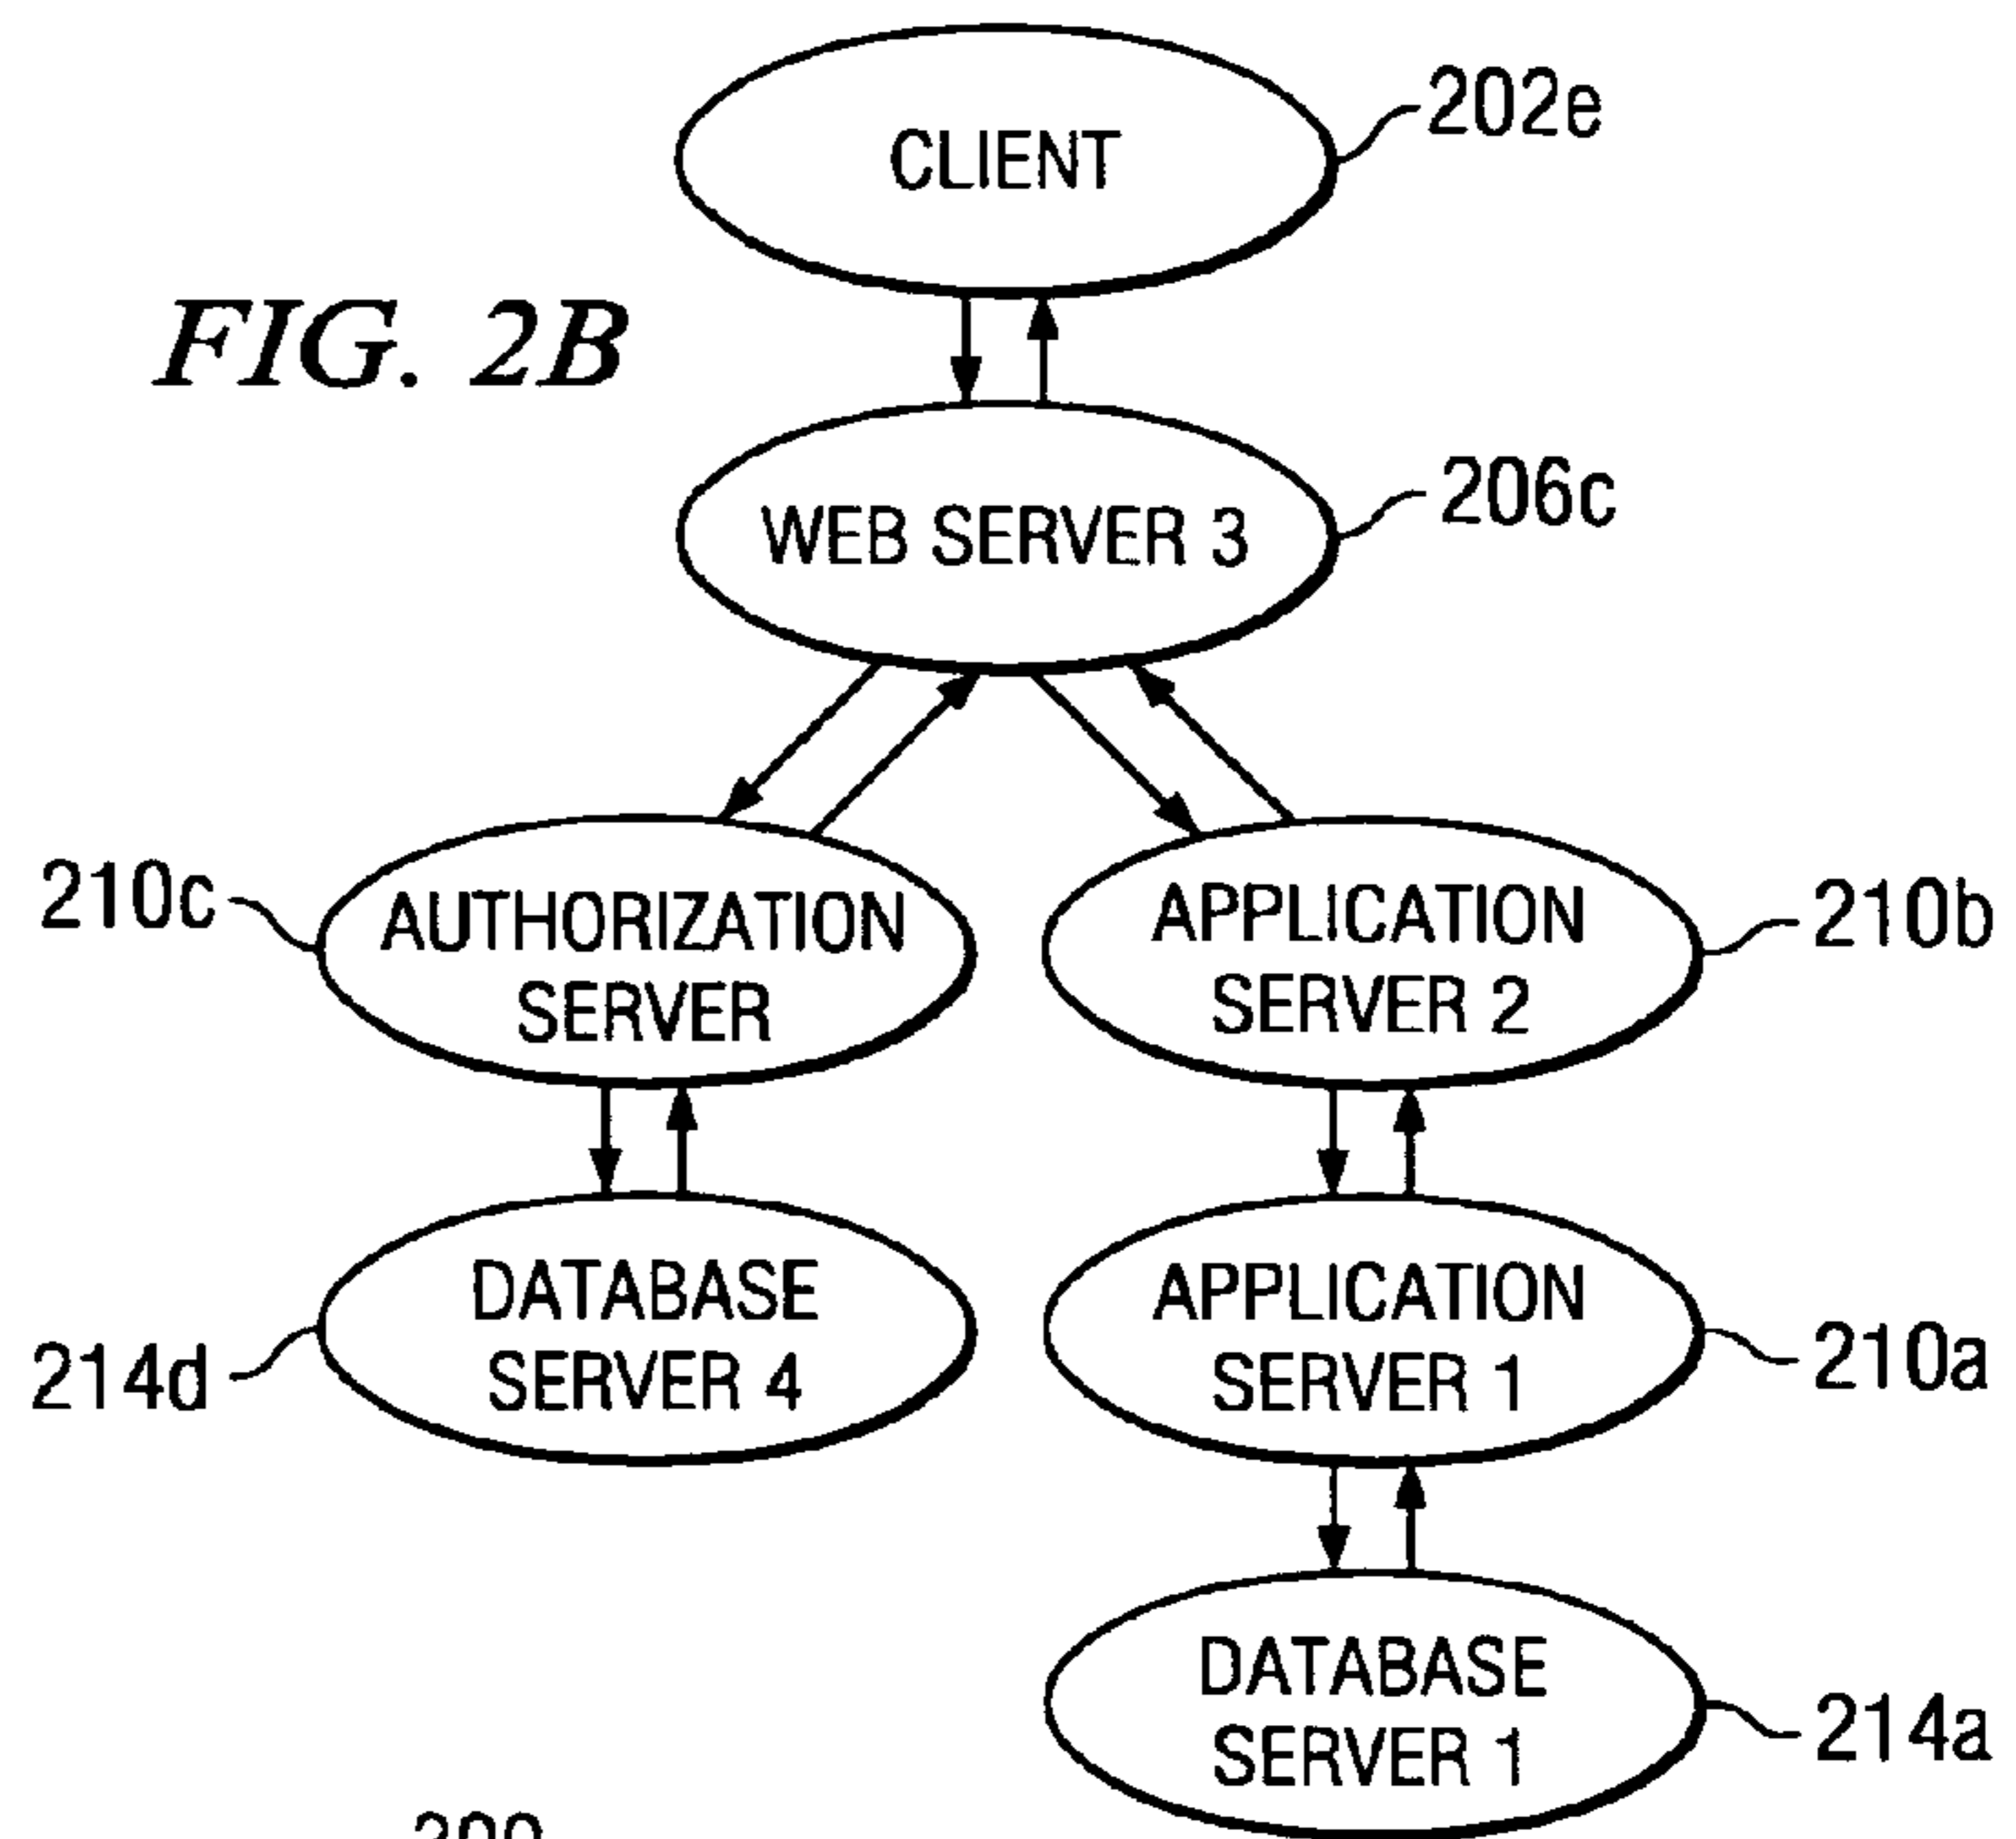 CLIENT
202e
FIG. 2B
WEB SERVER 3
206c
210c
AUTHORIZATION
SERVER
APPLICATION
SERVER 2
210b
DATABASE
SERVER 4
214d
APPLICATION
SERVER 1
210a
DATABASE
SERVER 1
214a